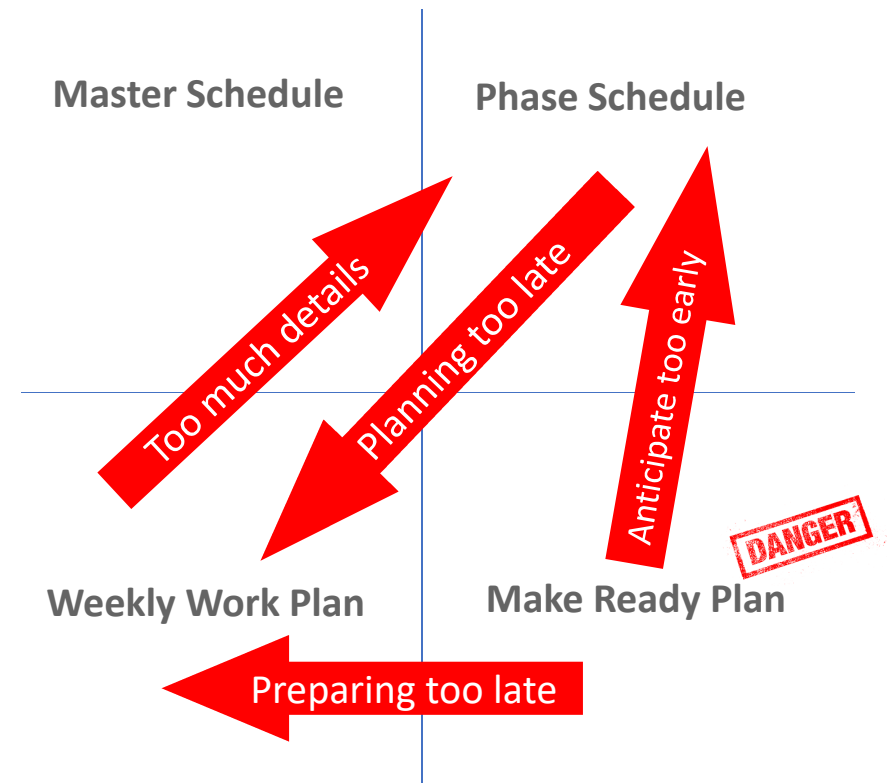 Master Schedule
Phase Schedule
Too much details
Planning too late
Anticipate too early
DANGER
Weekly Work Plan
Make Ready Plan
Preparing too late